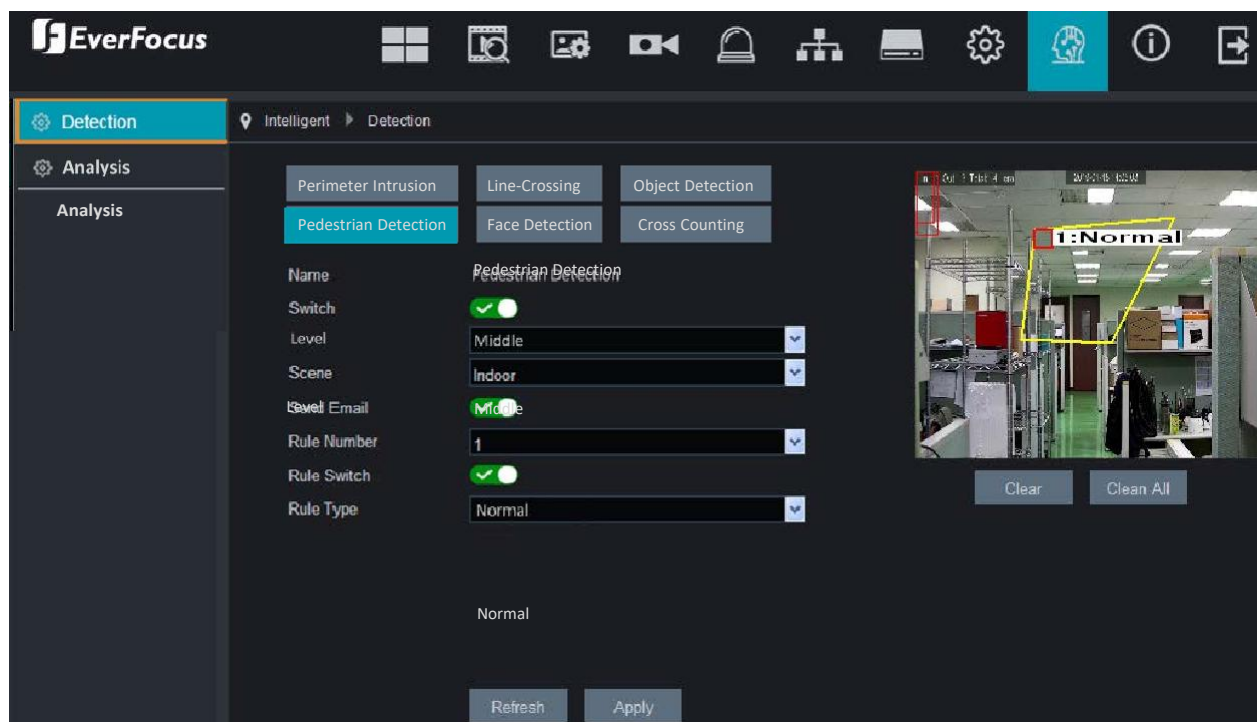 EverFocus
Detection
Intelligent Detection
Analysis
Analysis
Perimeter Intrusion Line-Crossing Object Detection
Pedestrian Detection Face Detection Cross Counting
Name Pedestrian Detection
Switch
Level Middle
Scene Indoor
Email Middle
Rule Number 1
Rule Switch
Rule Type Normal
1:Normal
Clear Clean All
Normal
Refresh Apply